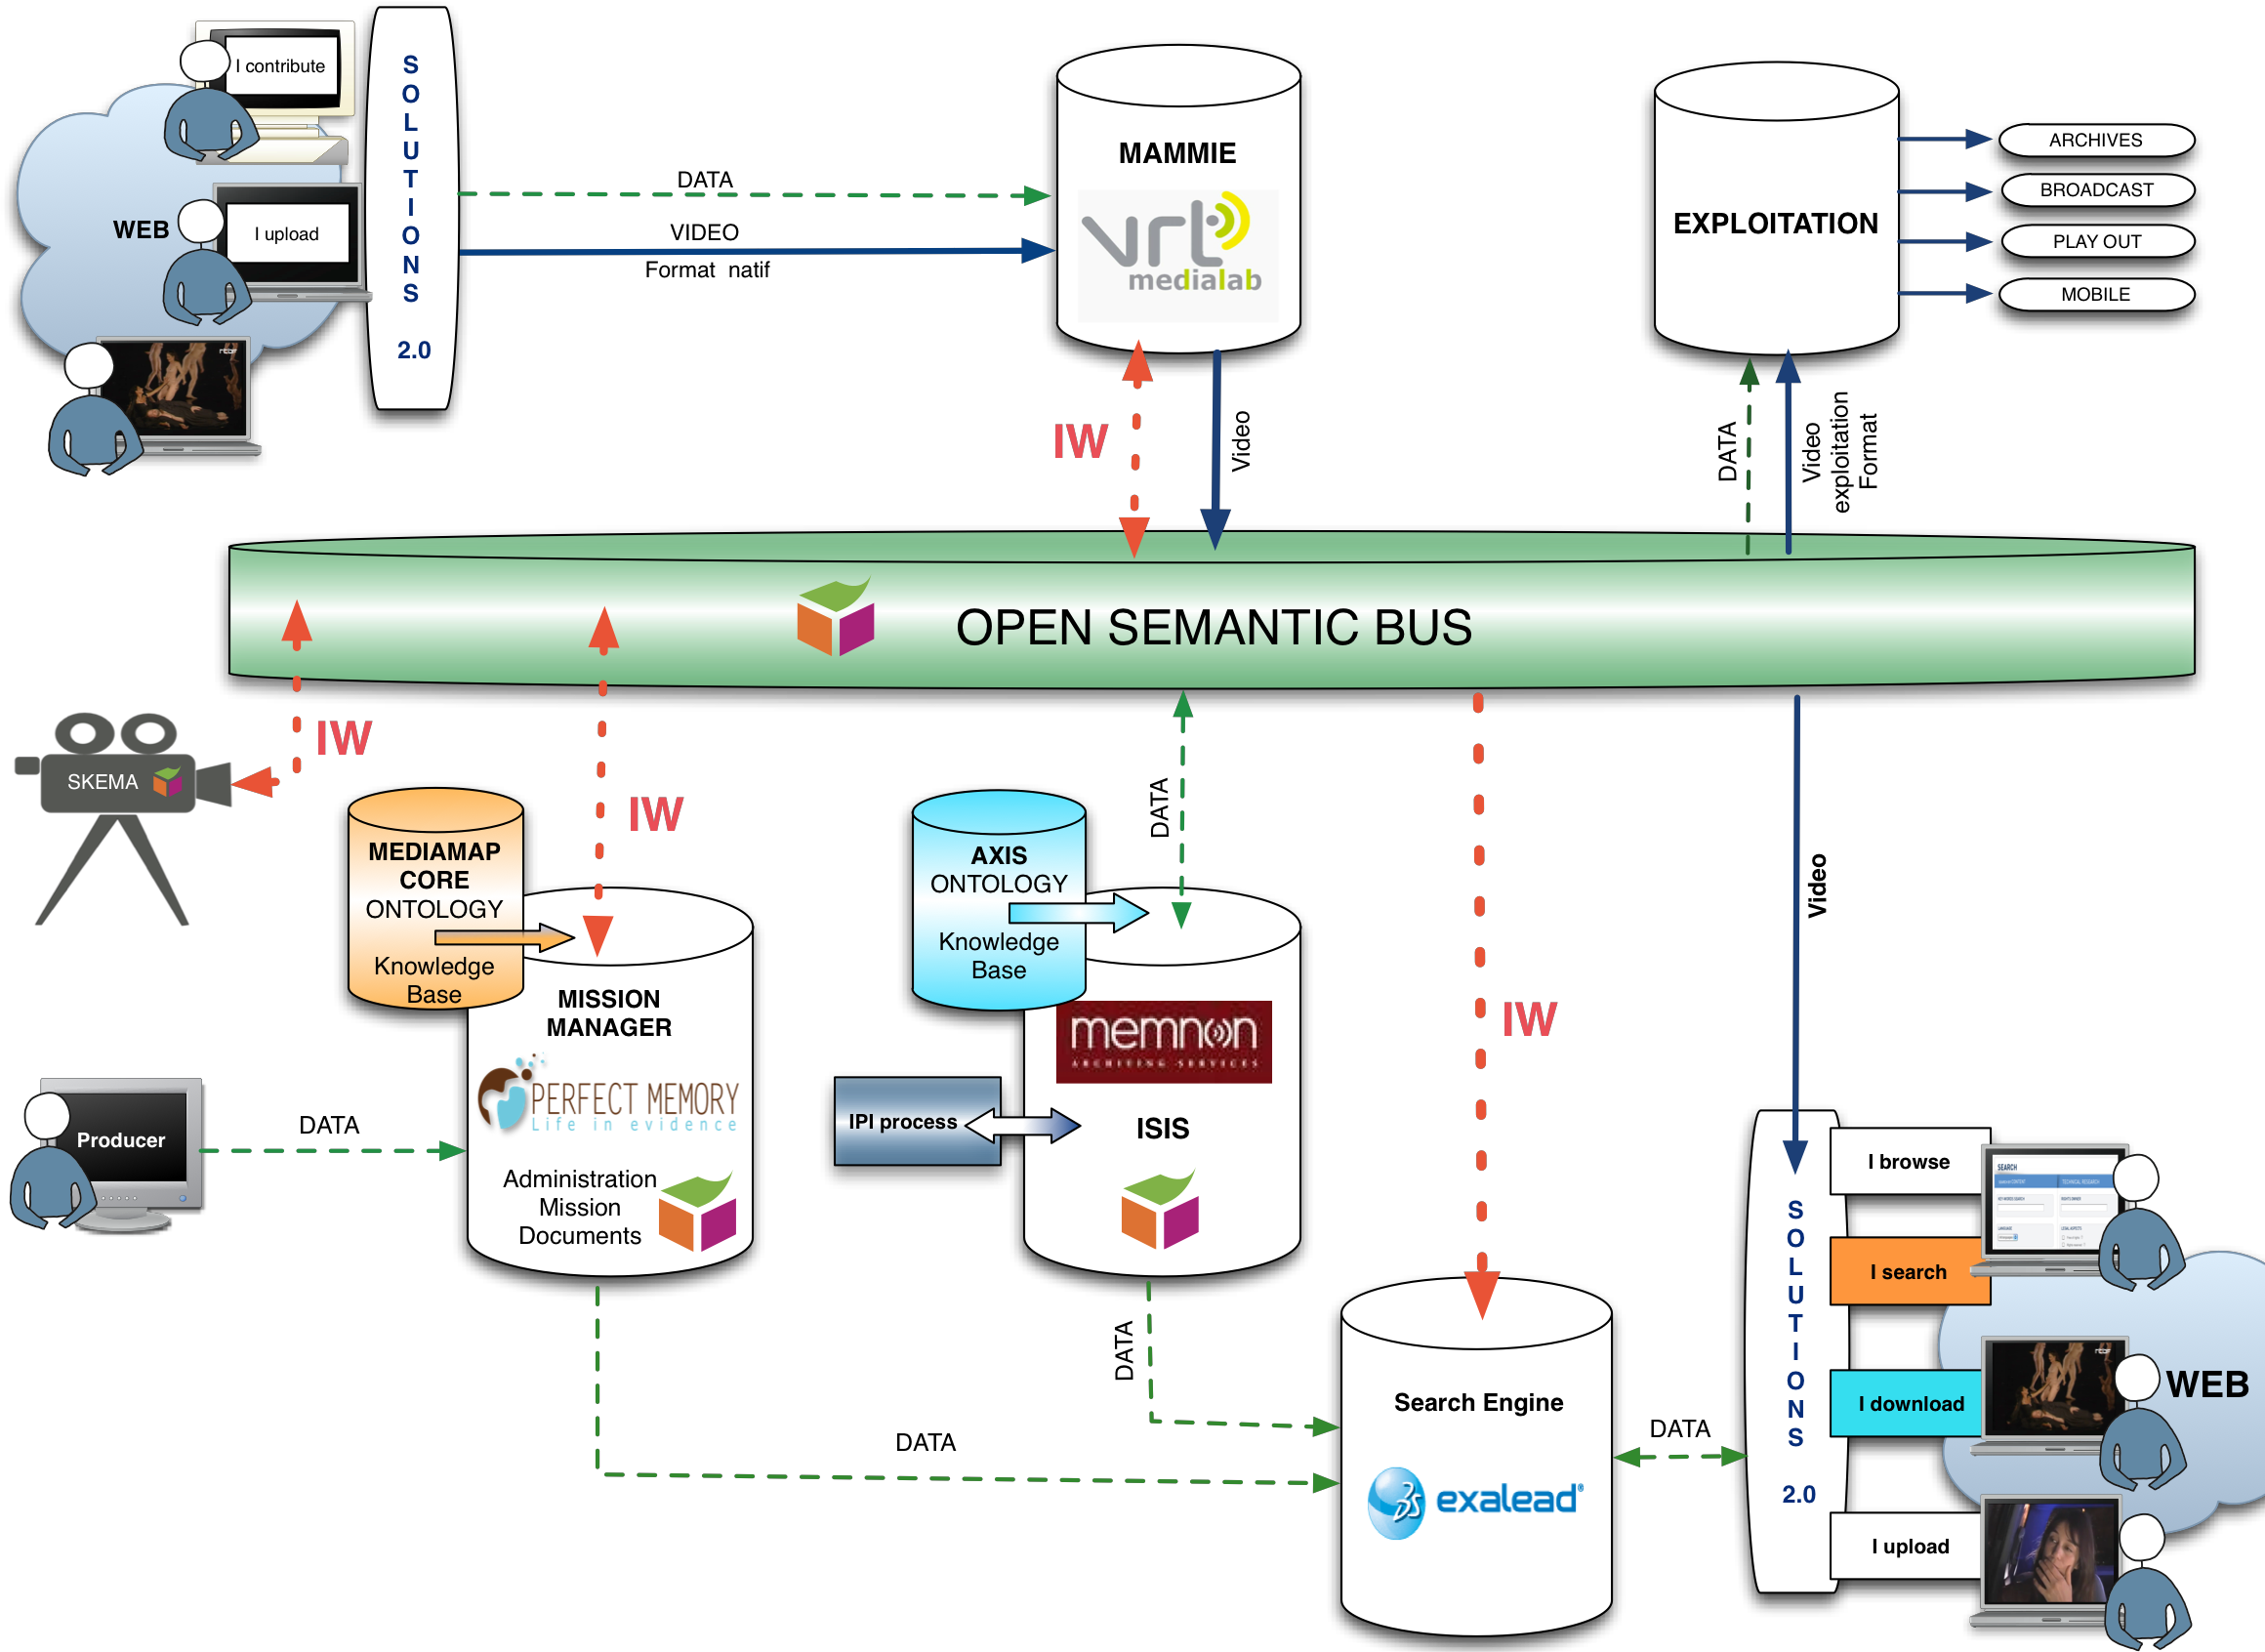 I contribute
WEB
I upload
SOLUTIONS
2.0
DATA
VIDEO
Format natif
MAMMIE
vrt
medialab
EXPLOITATION
ARCHIVES
BROADCAST
PLAY OUT
MOBILE
IW
Video
DATA
Video
exploitation
Format
OPEN SEMANTIC BUS
SKEMA
IW
IW
MEDIAMAP
CORE
ONTOLOGY
Knowledge
Base
MISSION
MANAGER
PERFECT MEMORY
Life in evidence
Administration
Mission
Documents
Producer
DATA
AXIS
ONTOLOGY
Knowledge
Base
DATA
memnon
ARCHIVING SERVICES
IPI process
ISIS
IW
Video
DATA
DATA
Search Engine
exalead
DATA
SOLUTIONS
2.0
I browse
I search
I download
I upload
SEARCH
WEB